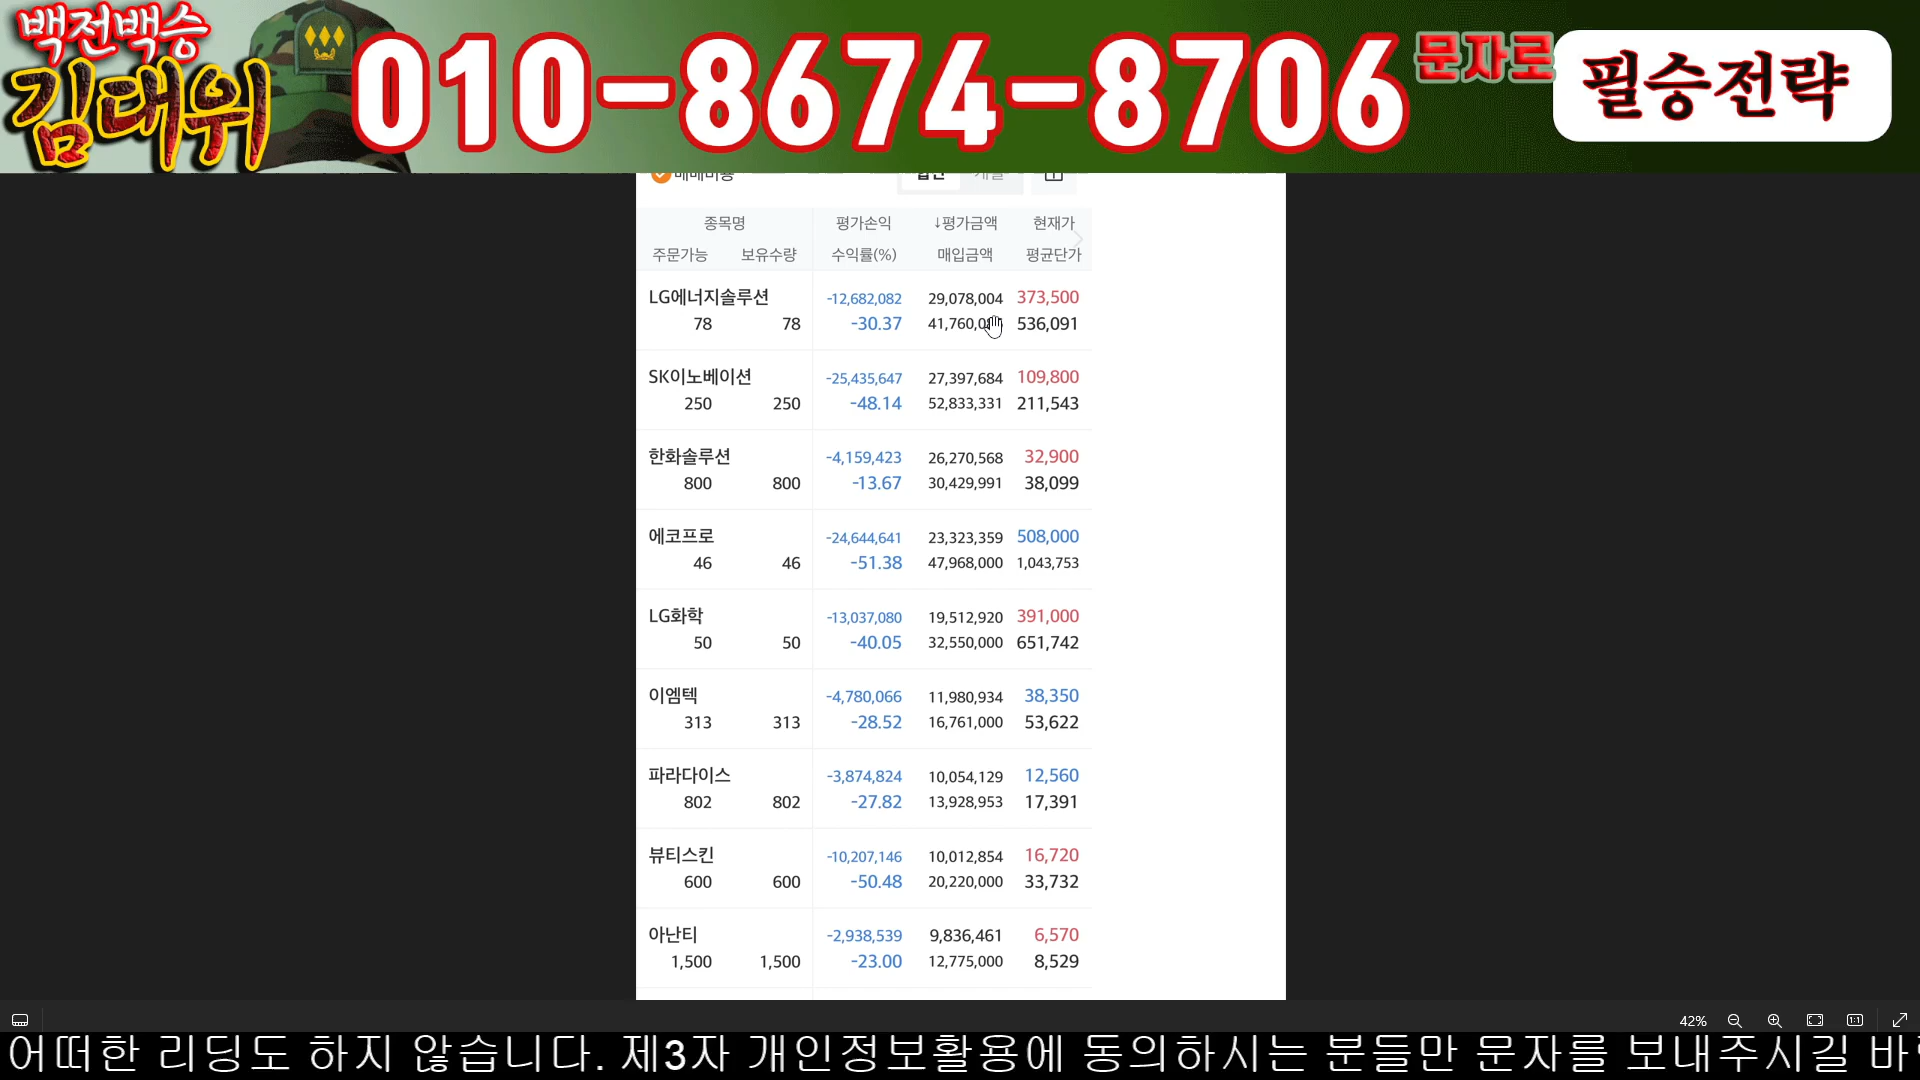 백전백승
김대위
010-8674-8706
문자로
필승전략
매매비용
종목명 평가손익 ↓평가금액 현재가
주문가능 보유수량 수익률(%) 매입금액 평균단가
LG에너지솔루션 -12,682,082 29,078,004 373,500
78 78 -30.37 536,091
SK이노베이션 -25,435,647 27,397,684 109,800
250 250 -48.14 52,833,331 211,543
한화솔루션 -4,159,423 26,270,568 32,900
800 800 -13.67 30,429,991 38,099
에코프로 -24,644,641 23,323,359 508,000
46 46 -51.38 47,968,000 1,043,753
LG화학 -13,037,080 19,512,920 391,000
50 50 -40.05 32,550,000 651,742
이엠텍 -4,780,066 11,980,934 38,350
313 313 -28.52 16,761,000 53,622
파라다이스 -3,874,824 10,054,129 12,560
802 802 -27.82 13,928,953 17,391
뷰티스킨 -10,207,146 10,012,854 16,720
600 600 -50.48 20,220,000 33,732
아난티 -2,938,539 9,836,461 6,570
1,500 1,500 -23.00 12,775,000 8,529
42%
어떠한 리딩도 하지 않습니다. 제3자 개인정보활용에 동의하시는 분들만 문자를 보내주시길